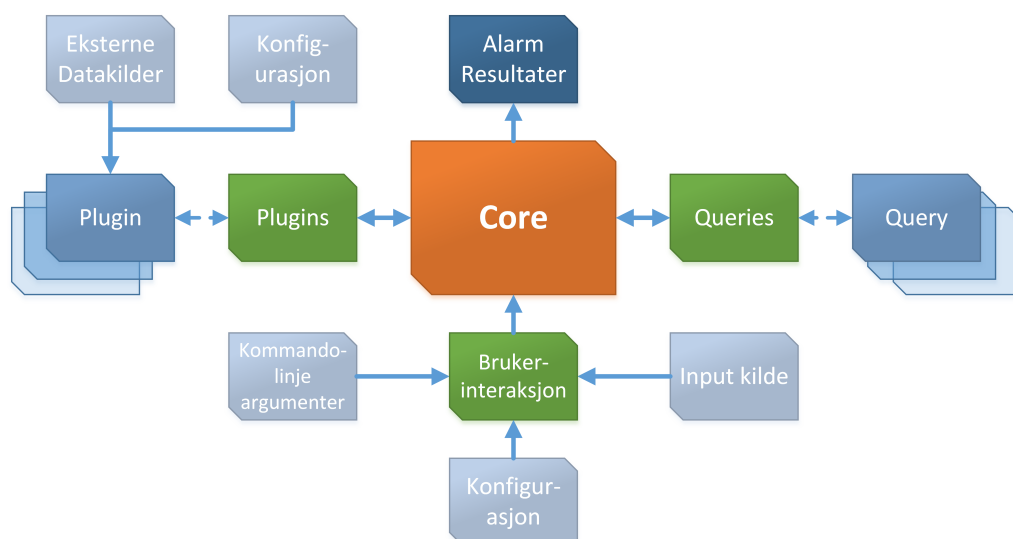 Eksterne
Datakilder
Konfig-
urasjon
Alarm
Resultater
Plugin
Plugins
Core
Queries
Query
Kommando-
linje
argumenter
Bruker-
interaksjon
Input kilde
Konfigur-
asjon